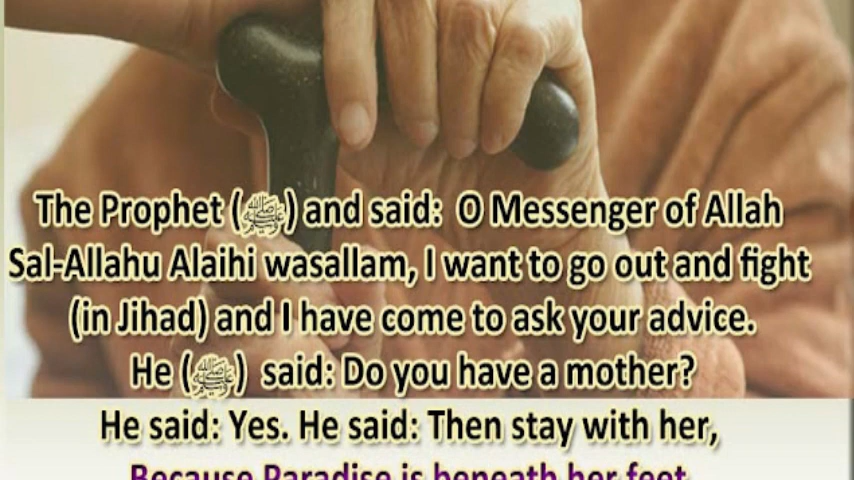 The Prophet (ﷺ) and said: O Messenger of Allah
Sal-Allahu Alaihi wasallam, I want to go out and fight
(in Jihad) and I have come to ask your advice.
He (ﷺ) said: Do you have a mother?
He said: Yes. He said: Then stay with her,
Because Paradise is beneath her feet